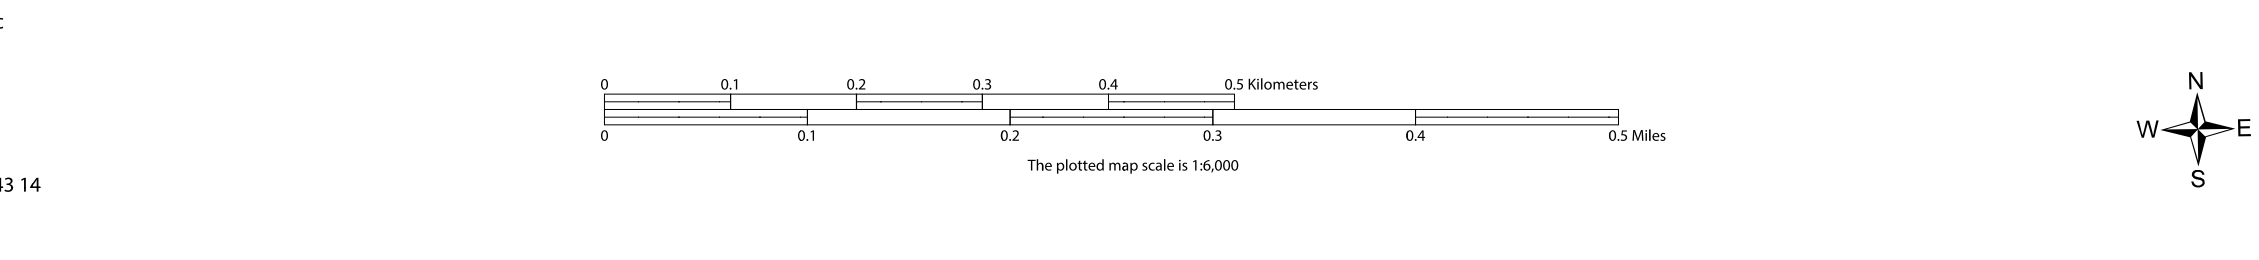 0 0.1 0.2 0.3 0.4 0.5 Kilometers
0 0.1 0.2 0.3 0.4 0.5 Miles
The plotted map scale is 1:6,000
N
W E
S
43 14